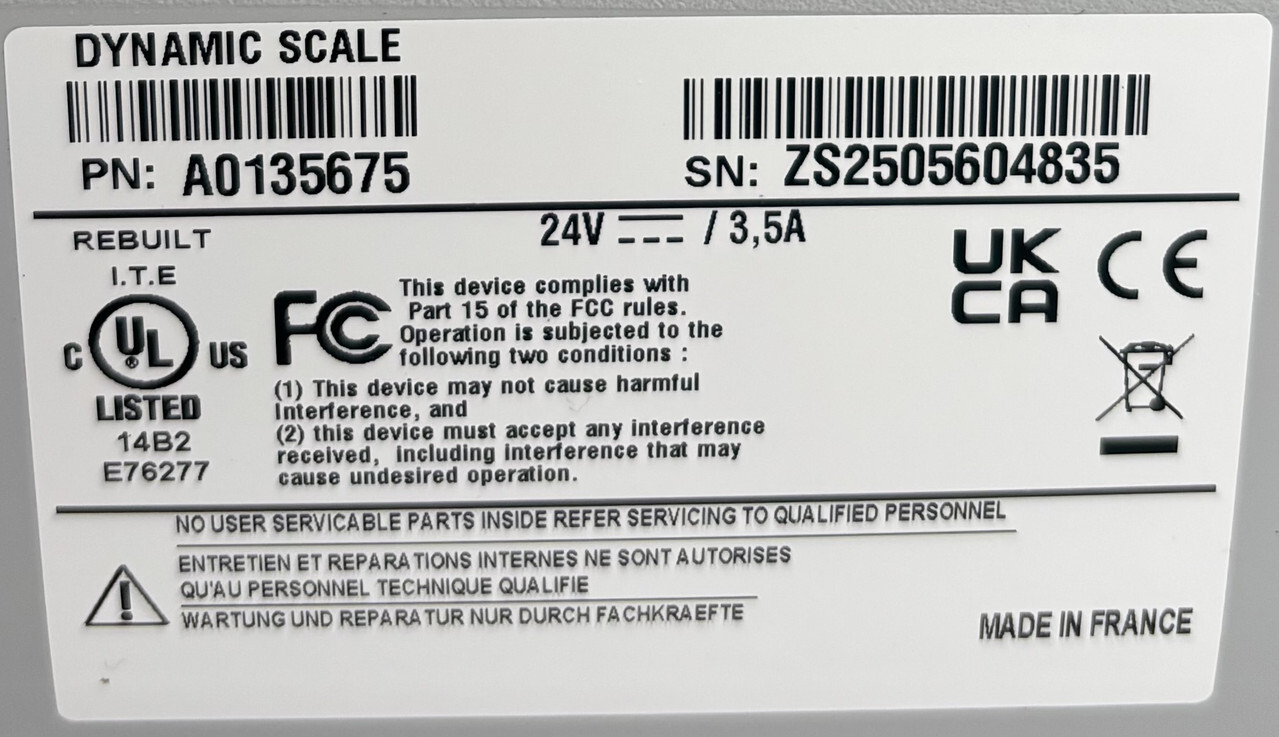 DYNAMIC SCALE
PN: A0135675
SN: ZS2505604835
REBUILT
24V / 3,5A
I.T.E
C UL ® US
LISTED
14B2
E76277
FC
This device complies with
Part 15 of the FCC rules.
Operation is subjected to the
following two conditions :
(1) This device may not cause harmful
Interference, and
(2) this device must accept any interference
received, including interference that may
cause undesired operation.
UK
CA
CE
NO USER SERVICABLE PARTS INSIDE REFER SERVICING TO QUALIFIED PERSONNEL
ENTRETIEN ET REPARATIONS INTERNES NE SONT AUTORISES
QU'AU PERSONNEL TECHNIQUE QUALIFIE
WARTUNG UND REPARATUR NUR DURCH FACHKRAEFTE
MADE IN FRANCE